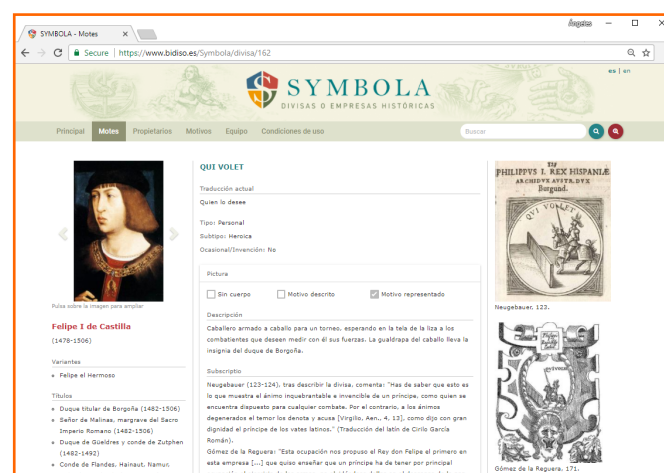 SYMBOLA - Motes
Ángeles
Secure | https://www.bidiso.es/Symbola/divisa/162
es | en
SYMBOLA
DIVISAS O EMPRESAS HISTÓRICAS
Principal Motes Propietarios Motivos Equipo Condiciones de uso Buscar
Pulse sobre la imagen para ampliar
Felipe I de Castilla
(1478-1506)
Variantes
Felipe el Hermoso
Títulos
Duque titular de Borgoña (1482-1506)
Señor de Malinas, margrave del Sacro
Imperio Romano (1482-1506)
Duque de Güeldres y conde de Zutphen
(1482-1492)
Conde de Flandes, Hainaut, Namur,
QUI VOLET
Traducción actual
Quien lo desee
Tipo: Personal
Subtipo: Heroica
Ocasional/Invención: No
Pictura
Sin cuerpo Motivo descrito Motivo representado
Descripción
Caballero armado a caballo para un torneo, esperando en la tela de la liza a los
combatientes que deseen medir con él sus fuerzas. La gualdrapa del caballo lleva la
insignia del duque de Borgoña.
Subscriptio
Neugebauer (123-124), tras describir la divisa, comenta: "Has de saber que esto es
lo que muestra el ánimo inquebrantable e invencible de un príncipe, como quien se
encuentra dispuesto para cualquier combate. Por el contrario, a los ánimos
degenerados el temor los denota y acusa [Virgilio, Aen., 4, 13], como dijo con gran
dignidad el príncipe de los vates latinos." (Traducción del latín de Cirilo García
Román).
Gómez de la Reguera: "Esta ocupación nos propuso el Rey don Felipe el primero en
esta empresa [...] que quiso enseñar que un príncipe ha de tener por principal
PHILIPPVS I. REX HISPANIÆ
ARCHIDVX AVSTR. DVX
Burgund.
QUI VOLET
Neugebauer, 123.
Gómez de la Reguera, 171.